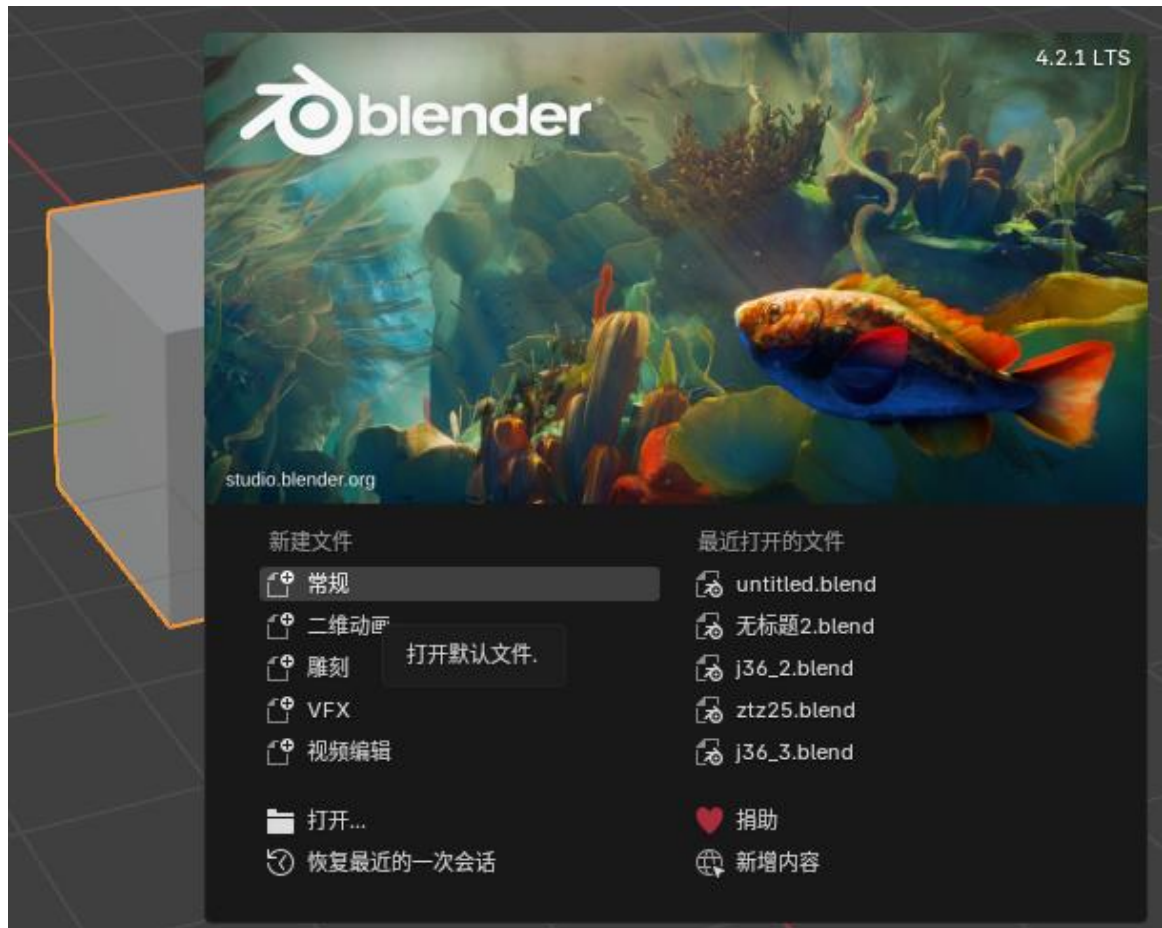 4.2.1 LTS
blender
studio.blender.org
新建文件
常规
二维动画
打开默认文件.
雕刻
VFX
视频编辑
打开...
恢复最近的一次会话
最近打开的文件
untitled.blend
无标题2.blend
j36_2.blend
ztz25.blend
j36_3.blend
捐助
新增内容